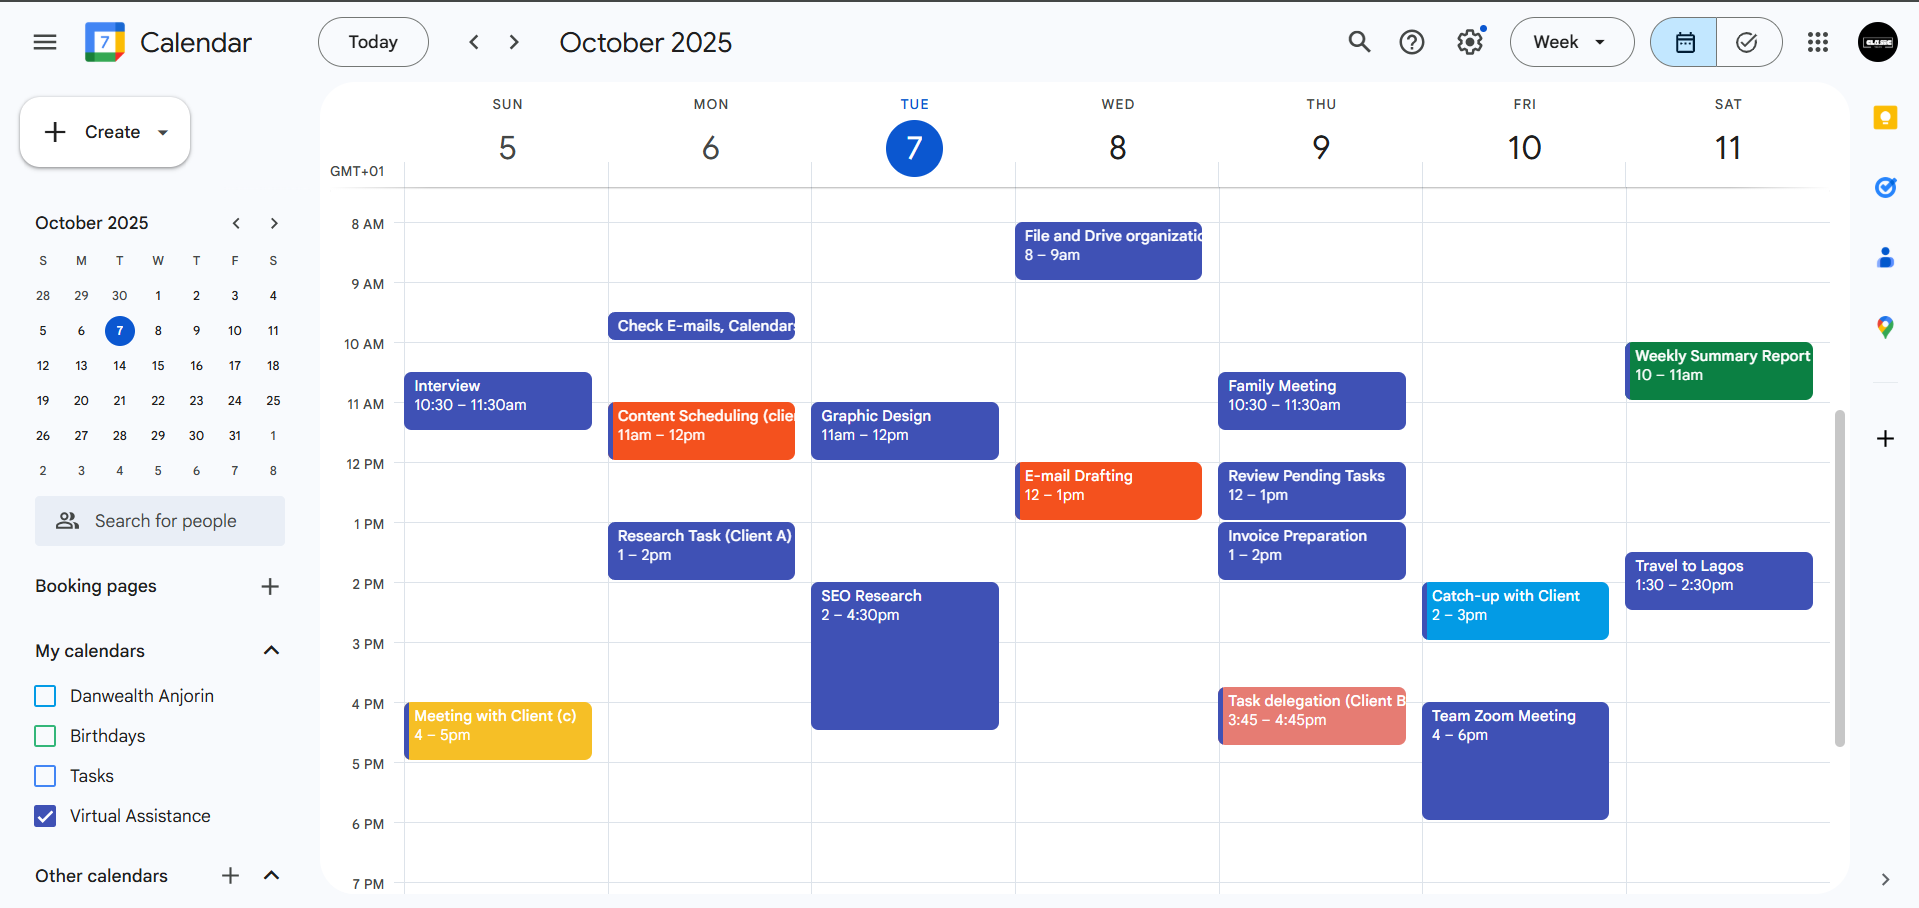 7
Calendar
Today
October 2025
Week
CLASSIC
Create
October 2025
S M T W T F S
28 29 30 1 2 3 4
5 6 7 8 9 10 11
12 13 14 15 16 17 18
19 20 21 22 23 24 25
26 27 28 29 30 31 1
2 3 4 5 6 7 8
Search for people
Booking pages
My calendars
Danwealth Anjorin
Birthdays
Tasks
Virtual Assistance
Other calendars
SUN MON TUE WED THU FRI SAT
5 6 7 8 9 10 11
GMT+01
8 AM
9 AM
10 AM
11 AM
12 PM
1 PM
2 PM
3 PM
4 PM
5 PM
6 PM
7 PM
Interview
10:30 – 11:30am
Meeting with Client (c)
4 – 5pm
Check E-mails, Calendar
Content Scheduling (clie
11am – 12pm
Research Task (Client A)
1 – 2pm
Graphic Design
11am – 12pm
SEO Research
2 – 4:30pm
File and Drive organizatio
8 – 9am
E-mail Drafting
12 – 1pm
Family Meeting
10:30 – 11:30am
Review Pending Tasks
12 – 1pm
Invoice Preparation
1 – 2pm
Task delegation (Client B
3:45 – 4:45pm
Catch-up with Client
2 – 3pm
Team Zoom Meeting
4 – 6pm
Weekly Summary Report
10 – 11am
Travel to Lagos
1:30 – 2:30pm